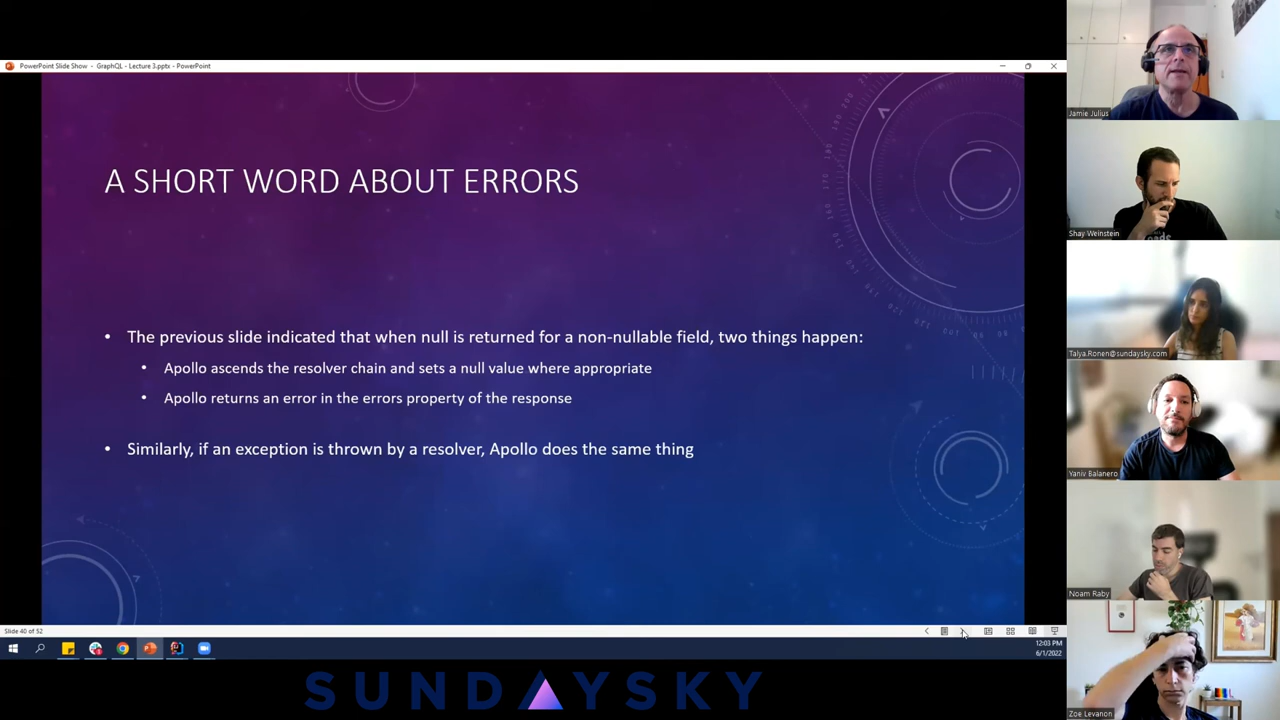 PowerPoint Slide Show - GraphQL - Lecture 3.pptx - PowerPoint
A SHORT WORD ABOUT ERRORS
• The previous slide indicated that when null is returned for a non-nullable field, two things happen:
• Apollo ascends the resolver chain and sets a null value where appropriate
• Apollo returns an error in the errors property of the response
• Similarly, if an exception is thrown by a resolver, Apollo does the same thing
Slide 40 of 52
12:03 PM
6/1/2022
SUNDAYSKY
Jamie Julius
Shay Weinstein
Talya.Ronen@sundaysky.com
Yaniv Balanero
Noam Raby
Zoe Levanon